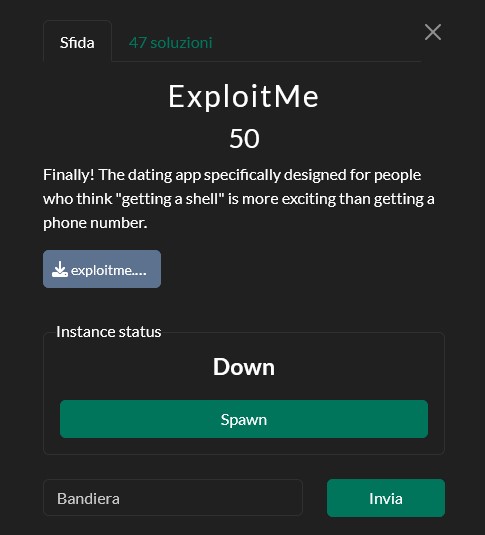 Sfida 47 soluzioni
ExploitMe
50
Finally! The dating app specifically designed for people
who think "getting a shell" is more exciting than getting a
phone number.
exploitme....
Instance status
Down
Spawn
Bandiera Invia